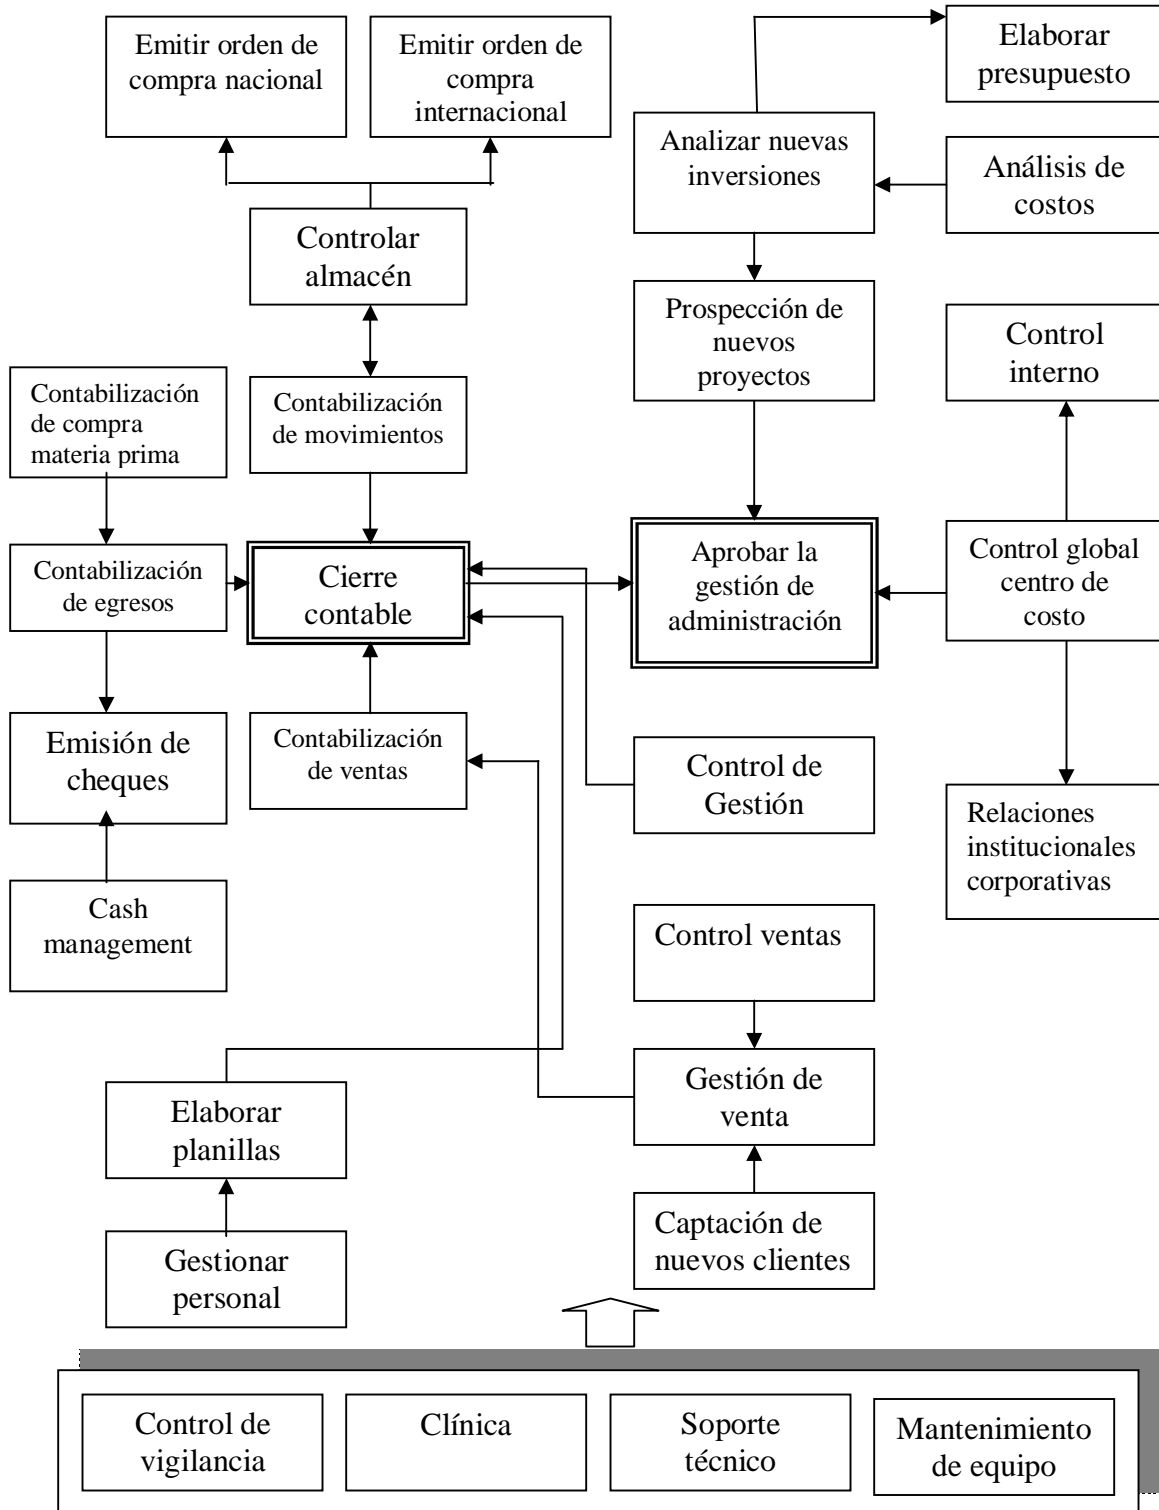 Emitir orden de
compra nacional
Emitir orden de
compra
internacional
Elaborar
presupuesto
Analizar nuevas
inversiones
Análisis de
costos
Controlar
almacén
Prospección de
nuevos
proyectos
Control
interno
Contabilización
de compra
materia prima
Contabilización
de movimientos
Contabilización
de egresos
Cierre
contable
Aprobar la
gestión de
administración
Control global
centro de
costo
Emisión de
cheques
Contabilización
de ventas
Control de
Gestión
Relaciones
institucionales
corporativas
Cash
management
Control ventas
Elaborar
planillas
Gestión de
venta
Gestionar
personal
Captación de
nuevos clientes
Control de
vigilancia
Clínica
Soporte
técnico
Mantenimiento
de equipo